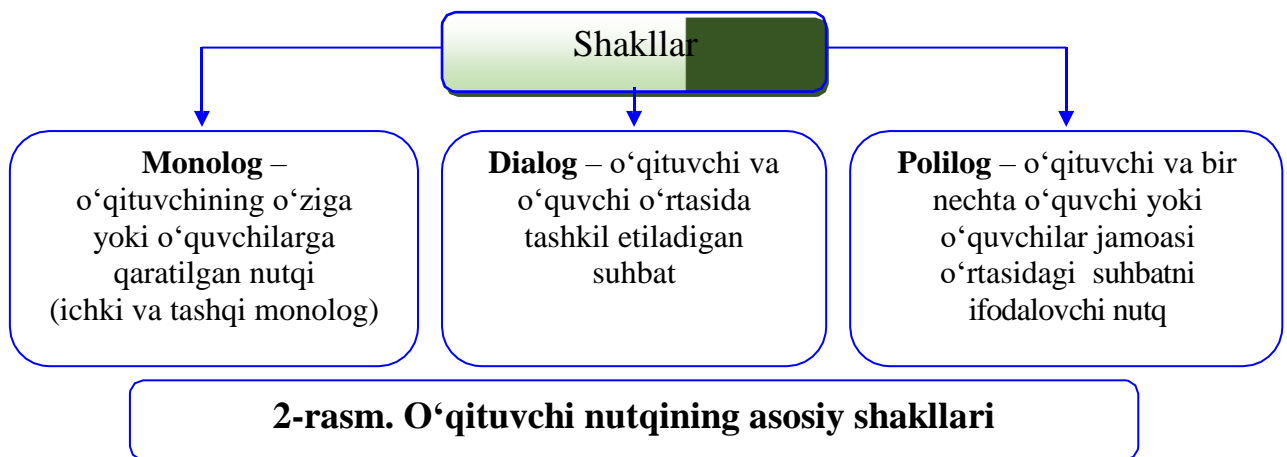 Shakllar
Monolog –
o‘qituvchining o‘ziga
yoki o‘quvchilarga
qaratilgan nutqi
(ichki va tashqi monolog)
Dialog – o‘qituvchi va
o‘quvchi o‘rtasida
tashkil etiladigan
suhbat
Polilog – o‘qituvchi va bir
nechta o‘quvchi yoki
o‘quvchilar jamoasi
o‘rtasidagi suhbatni
ifodalovchi nutq
2-rasm. O‘qituvchi nutqining asosiy shakllari